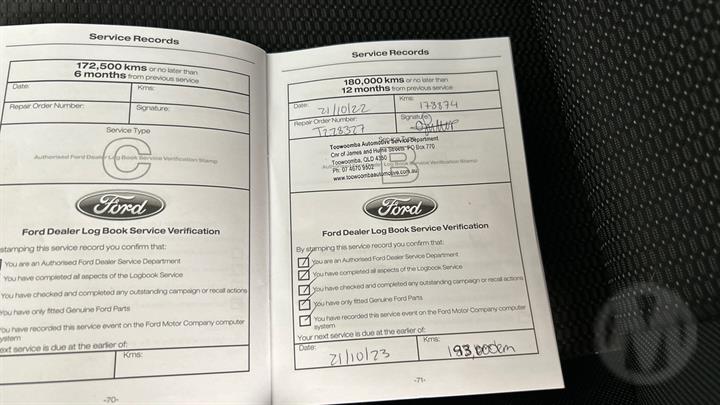 Service Records
172,500 kms or no later than
6 months from previous service
Date: Kms:
Repair Order Number: Signature:
Service Type
C
Authorised Ford Dealer Log Book Service Verification Stamp
Ford
Ford Dealer Log Book Service Verification
stamping this service record you confirm that:
You are an Authorised Ford Dealer Service Department
You have completed all aspects of the Logbook Service
You have checked and completed any outstanding campaign or recall actions
You have only fitted Genuine Ford Parts
You have recorded this service event on the Ford Motor Company computer
system
next service is due at the earlier of:
Date: Kms:
-70-
Service Records
180,000 kms or no later than
12 months from previous service
Date: 21/10/22 Kms: 178874
Repair Order Number: T278327 Signature:
Toowoomba Automotive Service Department
Cnr of James and Hume Streets PO Box 770
Toowoomba, QLD 4350
Ph: 07 4670 9502
www.toowoombaautomotive.com.au
B
Ford
Ford Dealer Log Book Service Verification
By stamping this service record you confirm that:
You are an Authorised Ford Dealer Service Department
You have completed all aspects of the Logbook Service
You have checked and completed any outstanding campaign or recall actions
You have only fitted Genuine Ford Parts
You have recorded this service event on the Ford Motor Company computer
system
Your next service is due at the earlier of:
Date: 21/10/23 Kms:
-71-